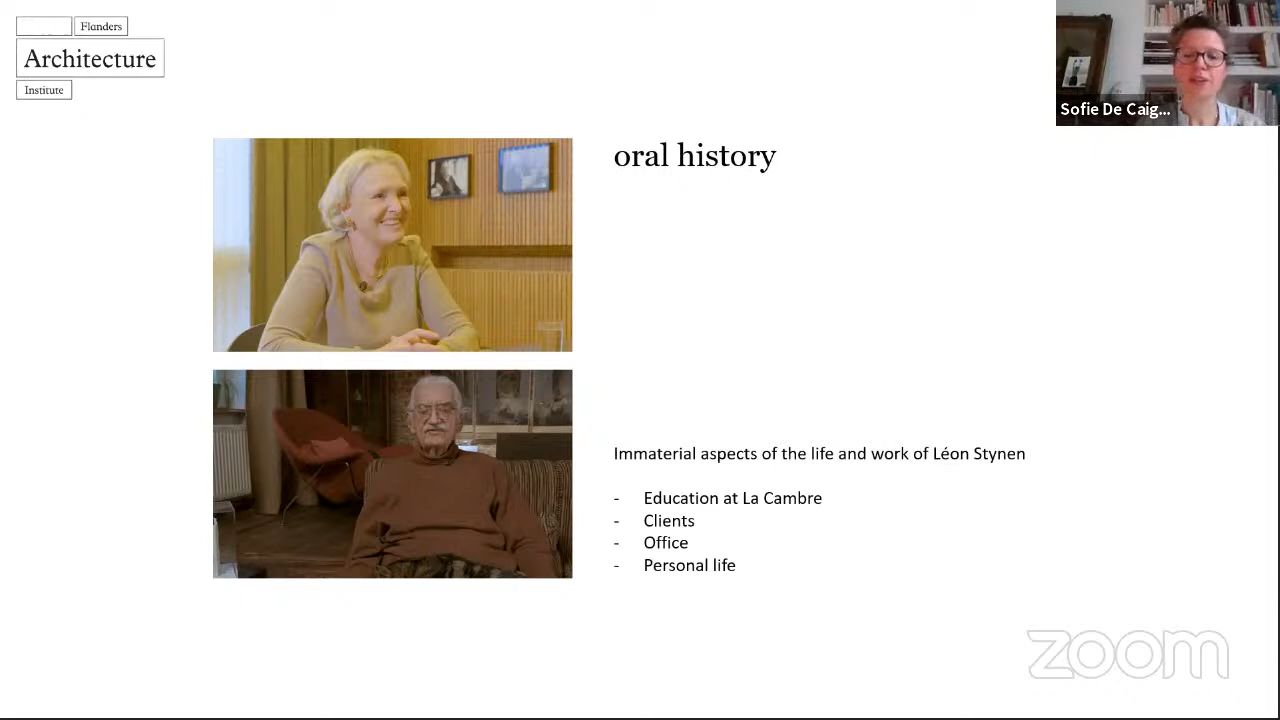 Flanders
Architecture
Institute
Sofie De Caig...
oral history
Immaterial aspects of the life and work of Léon Stynen
- Education at La Cambre
- Clients
- Office
- Personal life
zoom